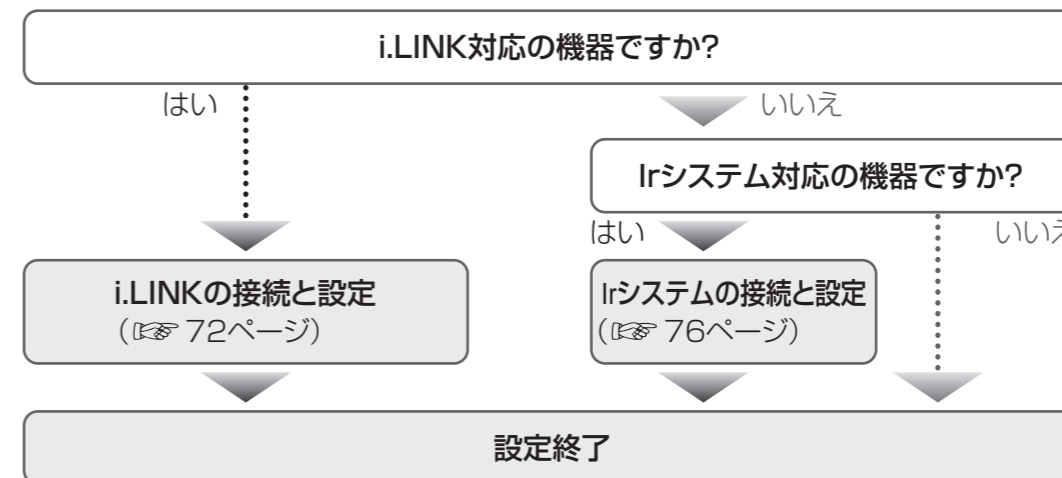 i.LINK対応の機器ですか?
はい
いいえ
Irシステム対応の機器ですか?
はい
いいえ
i.LINKの接続と設定
(☞ 72ページ)
Irシステムの接続と設定
(☞ 76ページ)
設定終了